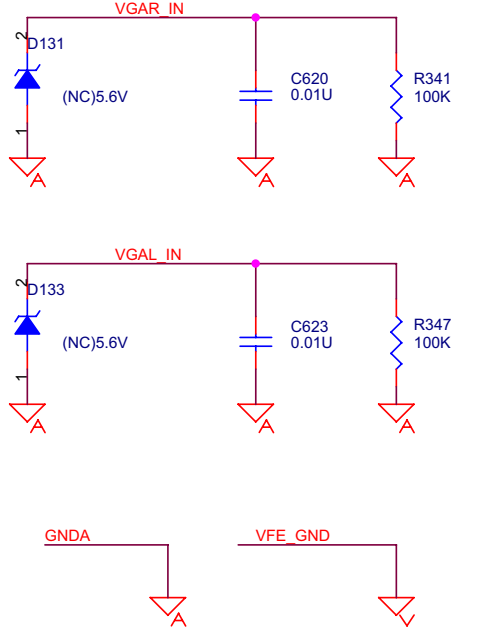 VGAR_IN
2
D131
C620
R341
(NC)5.6V
0.01U
100K
1
A
A
A
VGAL_IN
2
D133
C623
R347
(NC)5.6V
0.01U
100K
1
A
A
A
GNDA
VFE_GND
A
V